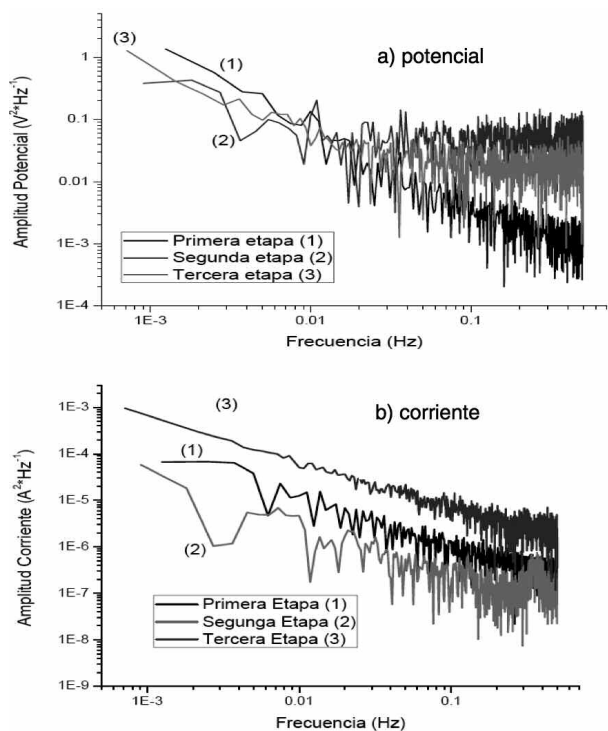 a) potencial
Amplitud Potencial (V²*Hz⁻¹)
1
0.1
0.01
1E-3
1E-4
(3)
(1)
(2)
Primera etapa (1)
Segunda etapa (2)
Tercera etapa (3)
1E-3
0.01
0.1
Frecuencia (Hz)
b) corriente
Amplitud Corriente (A²*Hz⁻¹)
1E-3
1E-4
1E-5
1E-6
1E-7
1E-8
1E-9
(3)
(1)
(2)
Primera Etapa (1)
Segunga Etapa (2)
Tercera Etapa (3)
1E-3
0.01
0.1
Frecuencia (Hz)